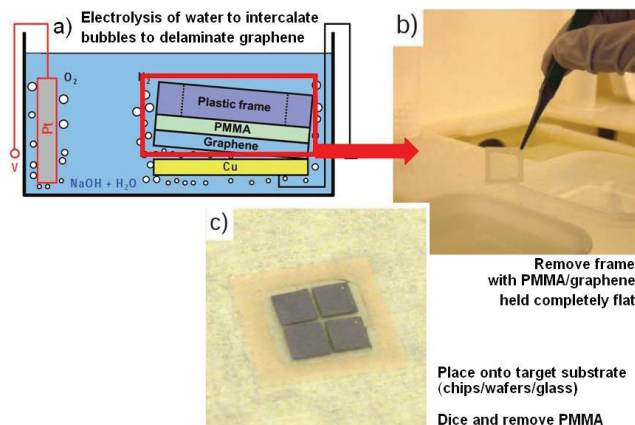 a)
Electrolysis of water to intercalate
bubbles to delaminate graphene
O2
Pt
Plastic frame
PMMA
Graphene
Cu
V
NaOH + H2O
b)
c)
Remove frame
with PMMA/graphene
held completely flat
Place onto target substrate
(chips/wafers/glass)
Dice and remove PMMA